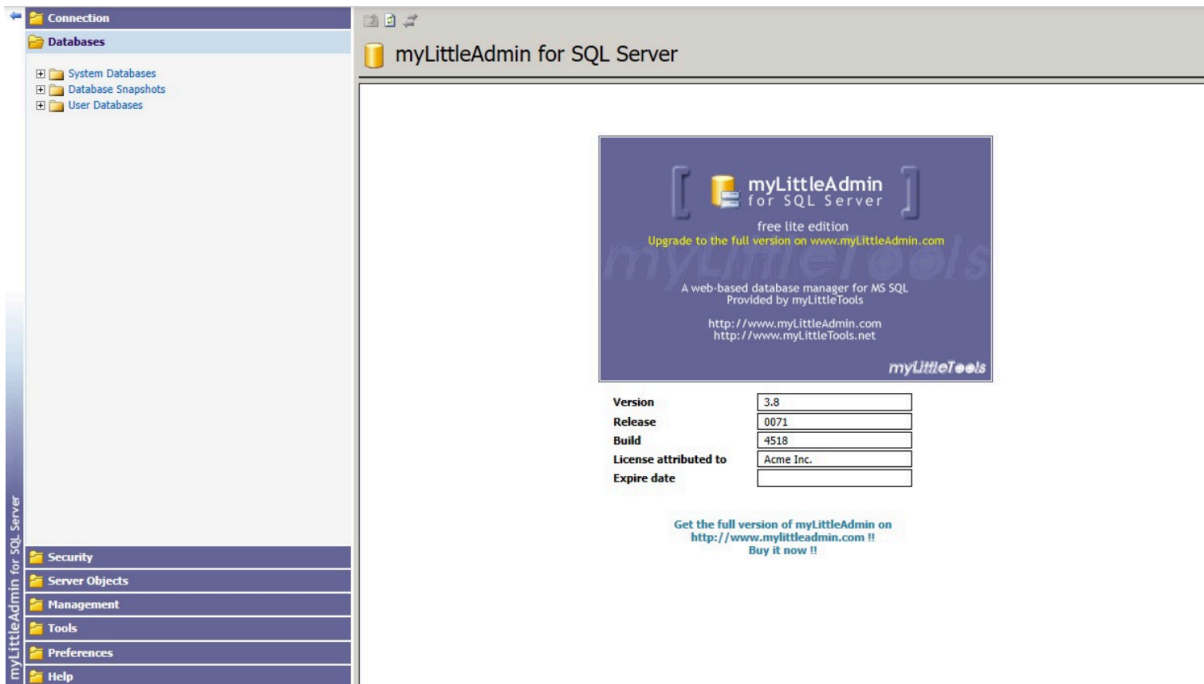 Connection
Databases
System Databases
Database Snapshots
User Databases
Security
Server Objects
Management
Tools
Preferences
Help
myLittleAdmin for SQL Server
myLittleAdmin for SQL Server
myLittleAdmin
for SQL Server
free lite edition
Upgrade to the full version on www.myLittleAdmin.com
myLittleTools
A web-based database manager for MS SQL
Provided by myLittleTools
http://www.myLittleAdmin.com
http://www.myLittleTools.net
myLittleTools
Version 3.8
Release 0071
Build 4518
License attributed to Acme Inc.
Expire date
Get the full version of myLittleAdmin on
http://www.mylittleadmin.com !!
Buy it now !!